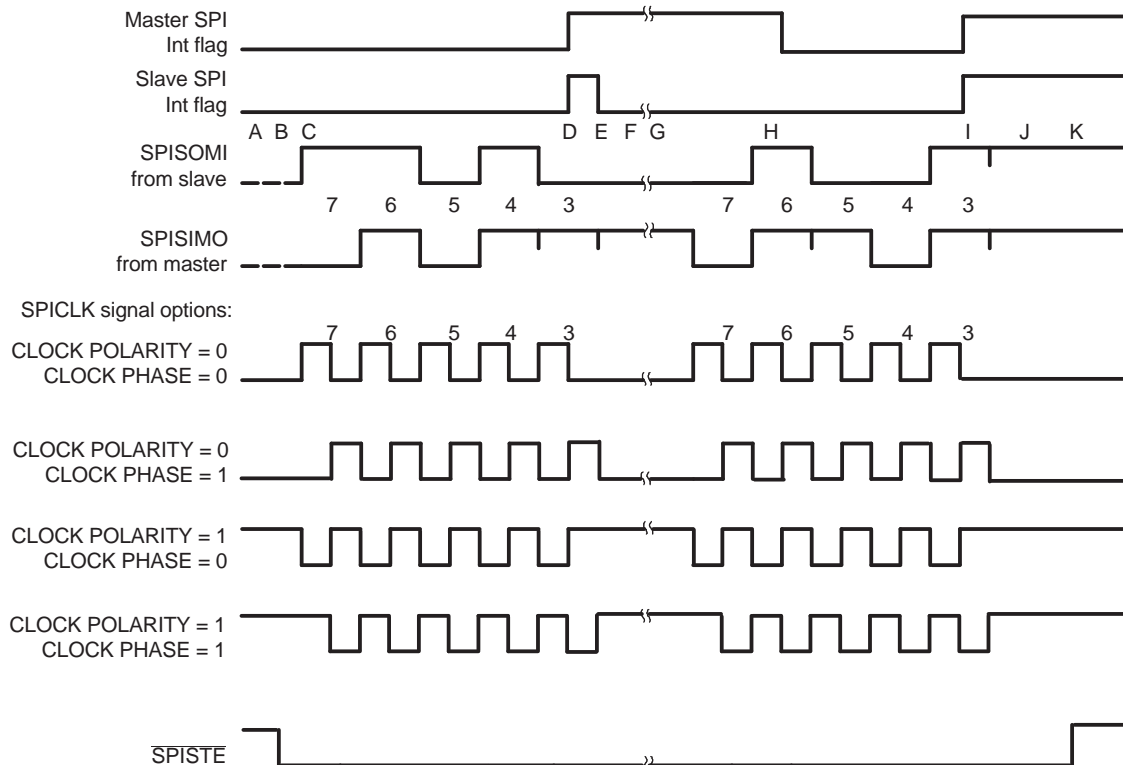 Master SPI
Int flag
Slave SPI
Int flag
A B C D E F G H I J K
SPISOMI
from slave
7 6 5 4 3 7 6 5 4 3
SPISIMO
from master
SPICLK signal options:
7 6 5 4 3 7 6 5 4 3
CLOCK POLARITY = 0
CLOCK PHASE = 0
CLOCK POLARITY = 0
CLOCK PHASE = 1
CLOCK POLARITY = 1
CLOCK PHASE = 0
CLOCK POLARITY = 1
CLOCK PHASE = 1
SPISTE